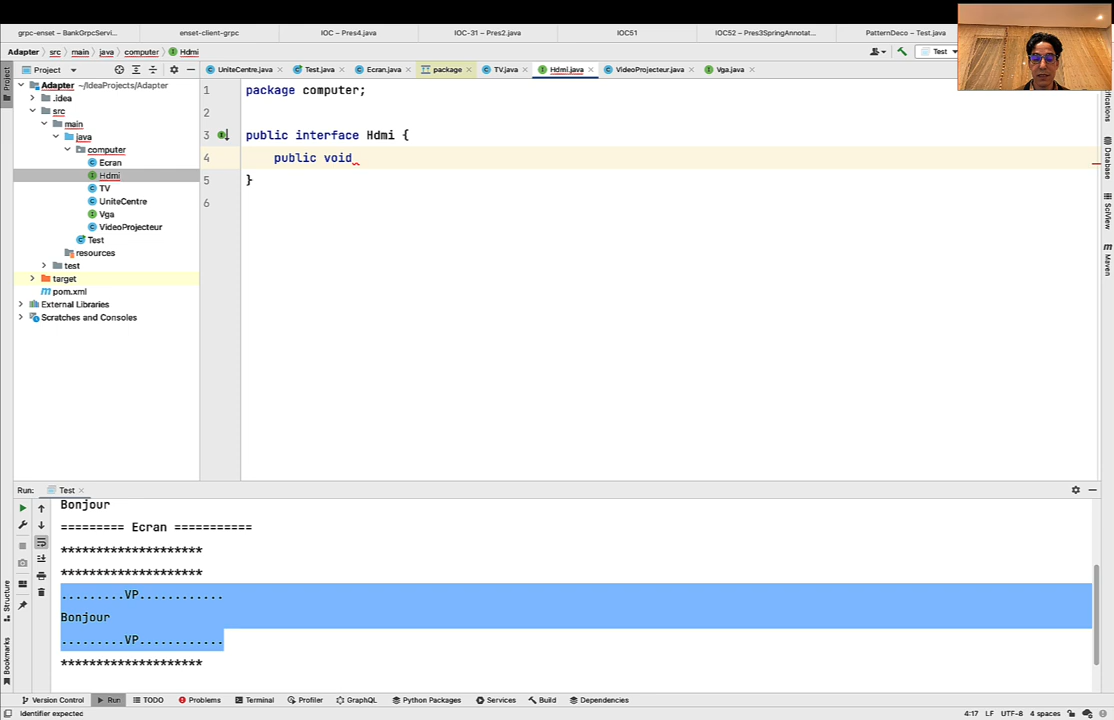 grpc-enset – BankGrpcServi...
enset-client-grpc
IOC – Pres4.java
IOC-31 – Pres2.java
IOC51
IOC52 – Pres3SpringAnnotat...
PatternDeco – Test.java
Adapter src main java computer Hdmi
Test
Project
UniteCentre.java Test.java Ecran.java package TV.java Hdmi.java VideoProjecteur.java Vga.java
Project
Adapter ~/IdeaProjects/Adapter
.idea
src
main
java
computer
Ecran
Hdmi
TV
UniteCentre
Vga
VideoProjecteur
Test
resources
test
target
pom.xml
External Libraries
Scratches and Consoles
1 package computer;
2
3 public interface Hdmi {
4 public void
5 }
6
Database
SciView
Maven
Run: Test
Bonjour
========= Ecran ===========
********************
********************
.........VP............
Bonjour
.........VP............
********************
Structure
Bookmarks
Version Control Run TODO Problems Terminal Profiler GraphQL Python Packages Services Build Dependencies
Identifier expected
4:17 LF UTF-8 4 spaces